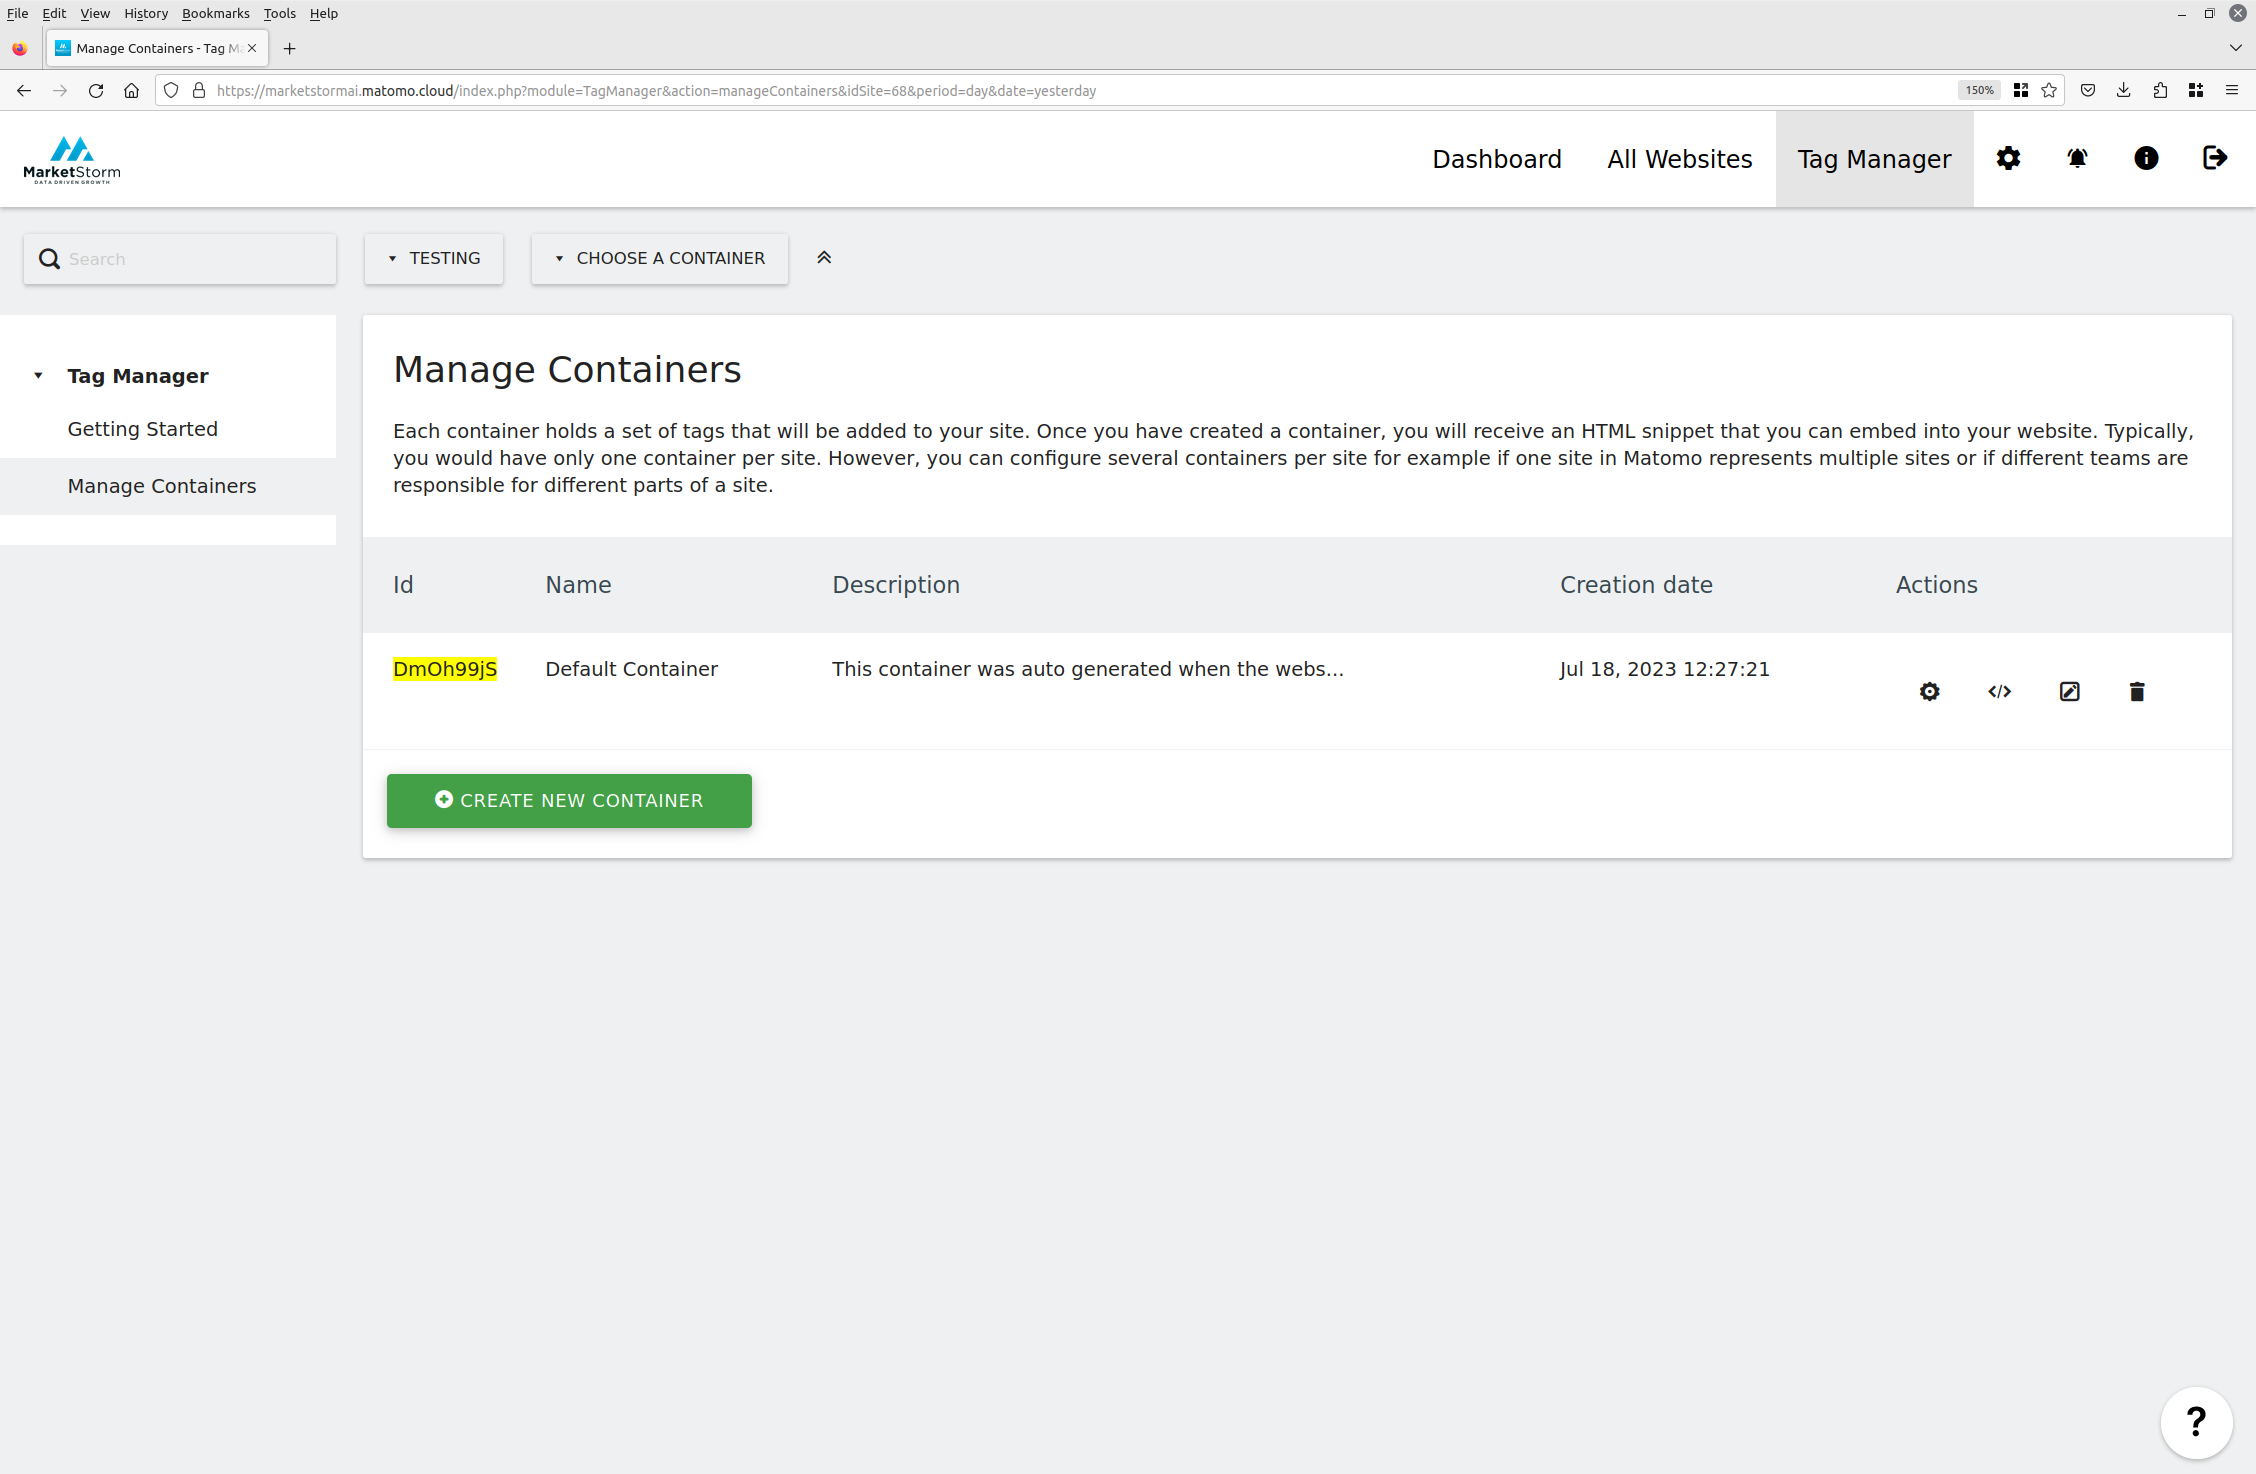 File Edit View History Bookmarks Tools Help
Manage Containers - Tag M
https://marketstormai.matomo.cloud/index.php?module=TagManager&action=manageContainers&idSite=68&period=day&date=yesterday
150%
MarketStorm
DATA DRIVEN GROWTH
Dashboard All Websites Tag Manager
Search
TESTING
CHOOSE A CONTAINER
Tag Manager
Getting Started
Manage Containers
Manage Containers
Each container holds a set of tags that will be added to your site. Once you have created a container, you will receive an HTML snippet that you can embed into your website. Typically,
you would have only one container per site. However, you can configure several containers per site for example if one site in Matomo represents multiple sites or if different teams are
responsible for different parts of a site.
Id Name Description Creation date Actions
DmOh99jS Default Container This container was auto generated when the webs... Jul 18, 2023 12:27:21
CREATE NEW CONTAINER
?